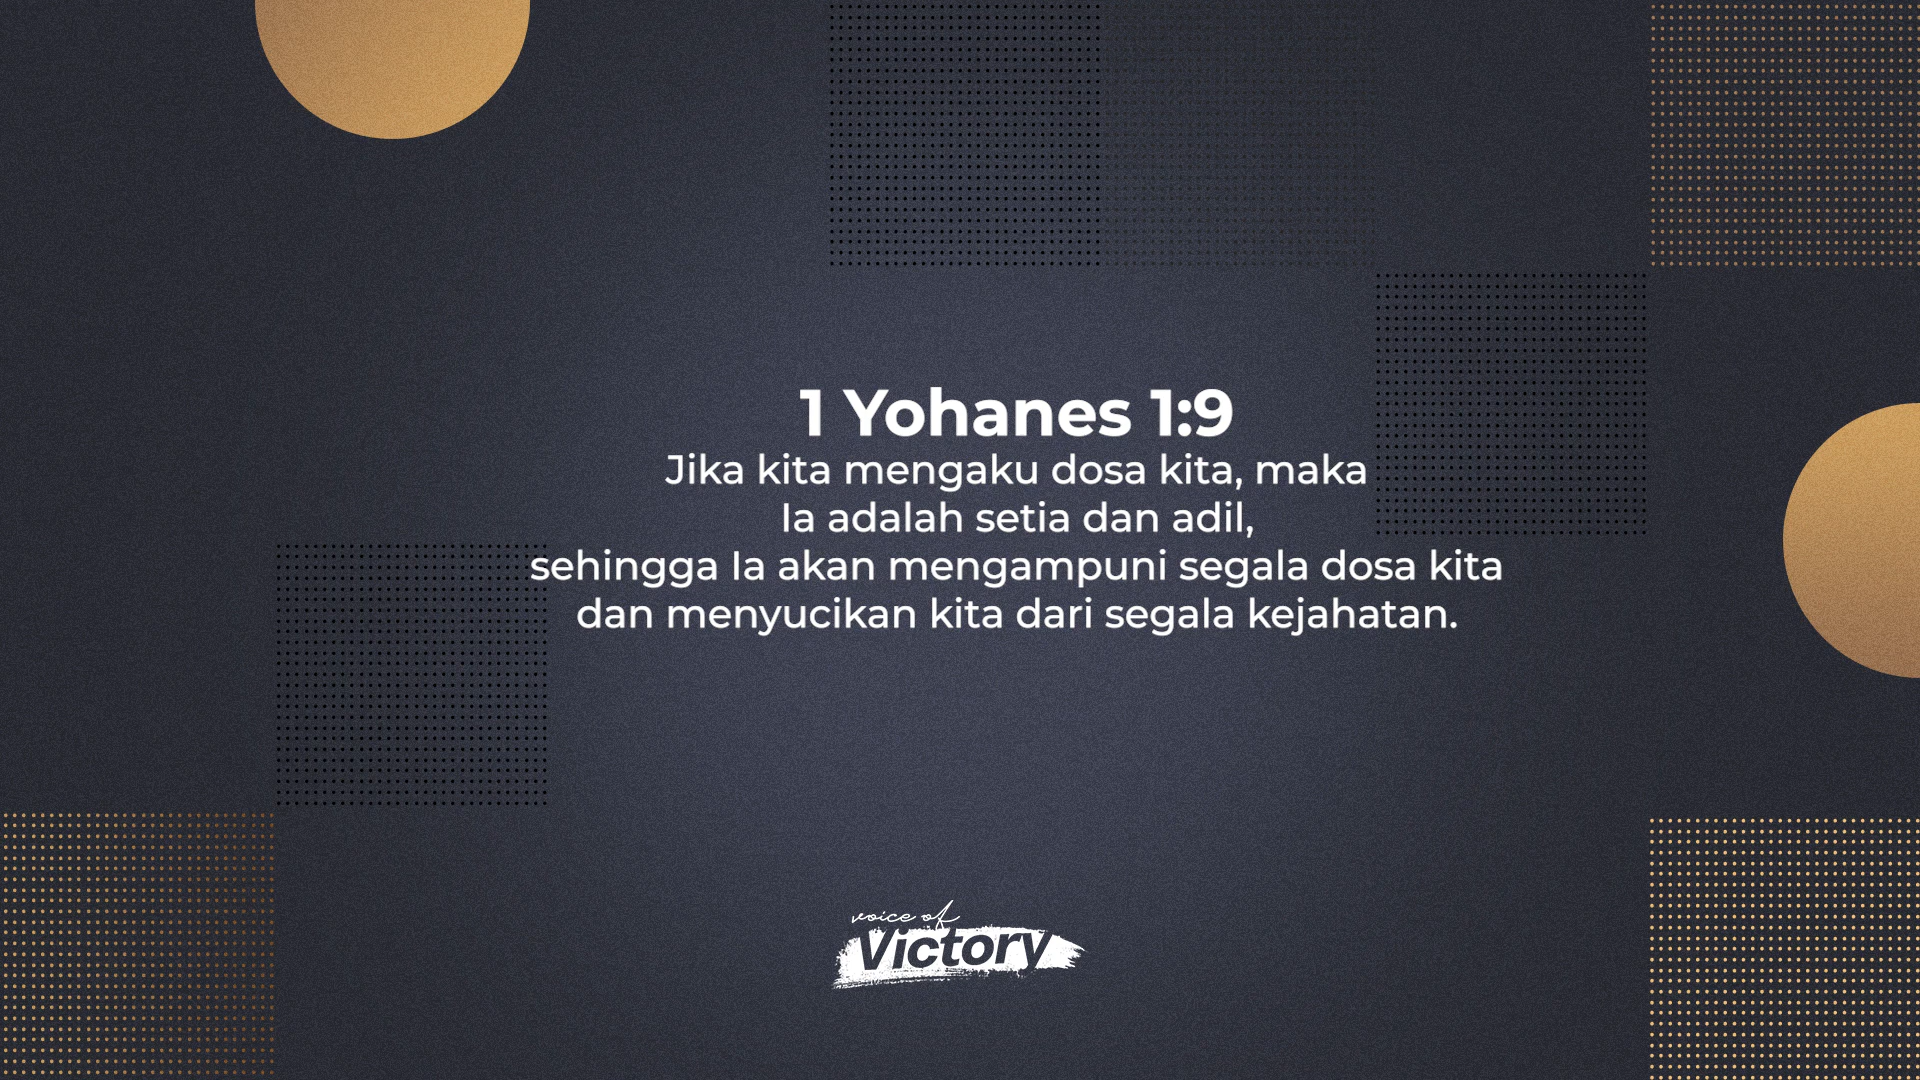 1 Yohanes 1:9
Jika kita mengaku dosa kita, maka
Ia adalah setia dan adil,
sehingga Ia akan mengampuni segala dosa kita
dan menyucikan kita dari segala kejahatan.
voice of
Victory